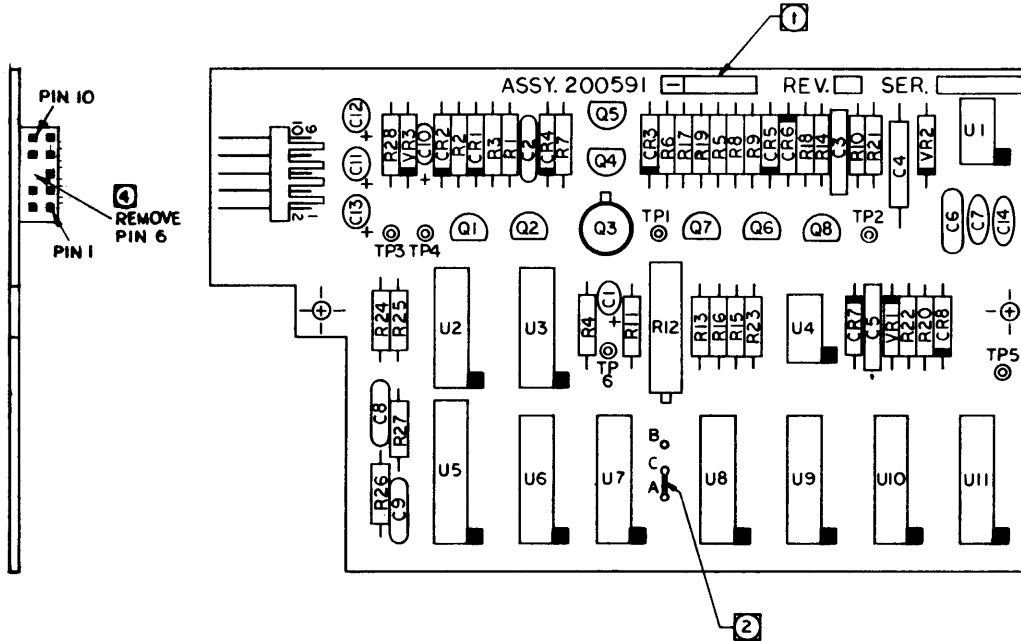 1
ASSY. 200591 - REV. SER.
PIN 10
4
REMOVE
PIN 6
PIN 1
10 9
2 1
C12 +
C11 +
C13 +
R28
VR3
C10 +
CR2
R2
CR1
R3
R1
C2
CR4
R7
Q5
Q4
CR3
R6
R17
R19
R5
R8
R9
CR5
CR6
R18
R14
C3
R10
R21
C4
VR2
U1
TP3 TP4
Q1
Q2
Q3
TP1
Q7
Q6
Q8
TP2
C6
C7
C14
R24
R25
U2
U3
R4
C1 +
R11
TP
6
R12
R13
R16
R15
R23
U4
CR7
C5
VR1
R22
R20
CR8
TP5
C8
R27
R26
C9
U5
U6
U7
B
C
A
U8
U9
U10
U11
2